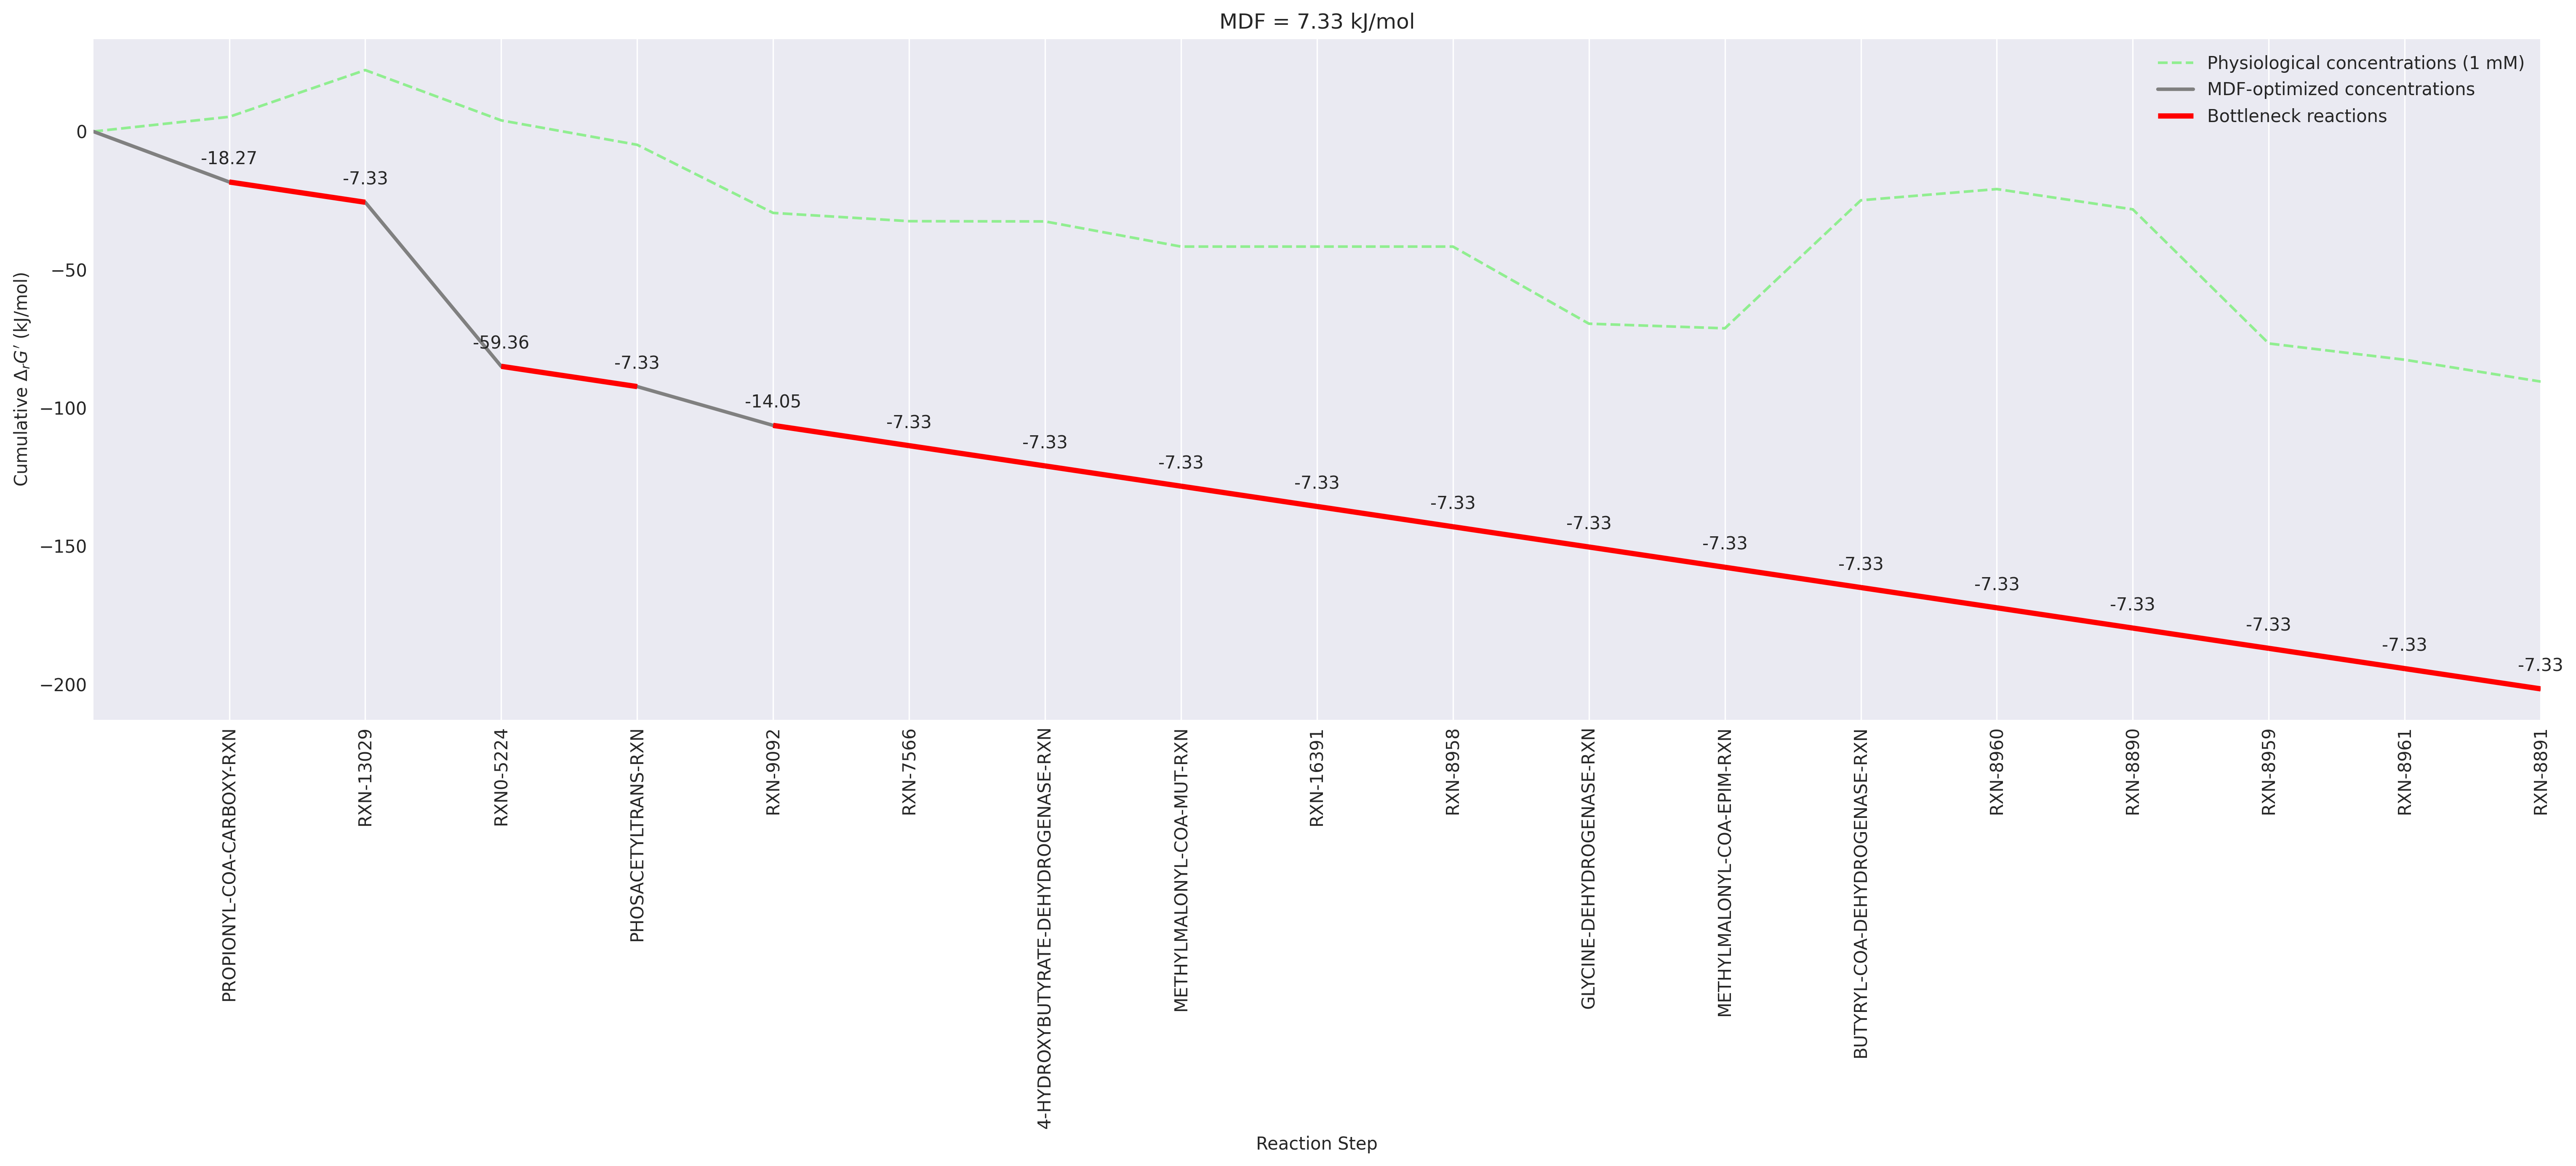 MDF = 7.33 kJ/mol
Physiological concentrations (1 mM)
MDF-optimized concentrations
Bottleneck reactions
Cumulative ΔrG′ (kJ/mol)
0
−50
−100
−150
−200
-18.27
-7.33
-59.36
-7.33
-14.05
-7.33
-7.33
-7.33
-7.33
-7.33
-7.33
-7.33
-7.33
-7.33
-7.33
-7.33
-7.33
-7.33
PROPIONYL-COA-CARBOXY-RXN
RXN-13029
RXN0-5224
PHOSACETYLTRANS-RXN
RXN-9092
RXN-7566
4-HYDROXYBUTYRATE-DEHYDROGENASE-RXN
METHYLMALONYL-COA-MUT-RXN
RXN-16391
RXN-8958
GLYCINE-DEHYDROGENASE-RXN
METHYLMALONYL-COA-EPIM-RXN
BUTYRYL-COA-DEHYDROGENASE-RXN
RXN-8960
RXN-8890
RXN-8959
RXN-8961
RXN-8891
Reaction Step